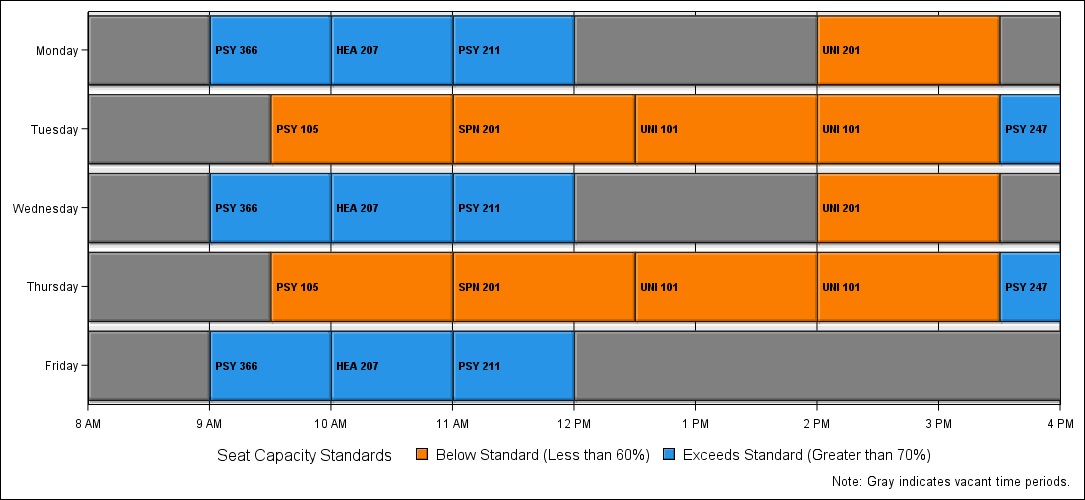 Monday PSY 366 HEA 207 PSY 211 UNI 201
Tuesday PSY 105 SPN 201 UNI 101 UNI 101 PSY 247
Wednesday PSY 366 HEA 207 PSY 211 UNI 201
Thursday PSY 105 SPN 201 UNI 101 UNI 101 PSY 247
Friday PSY 366 HEA 207 PSY 211
8 AM 9 AM 10 AM 11 AM 12 PM 1 PM 2 PM 3 PM 4 PM
Seat Capacity Standards Below Standard (Less than 60%) Exceeds Standard (Greater than 70%)
Note: Gray indicates vacant time periods.